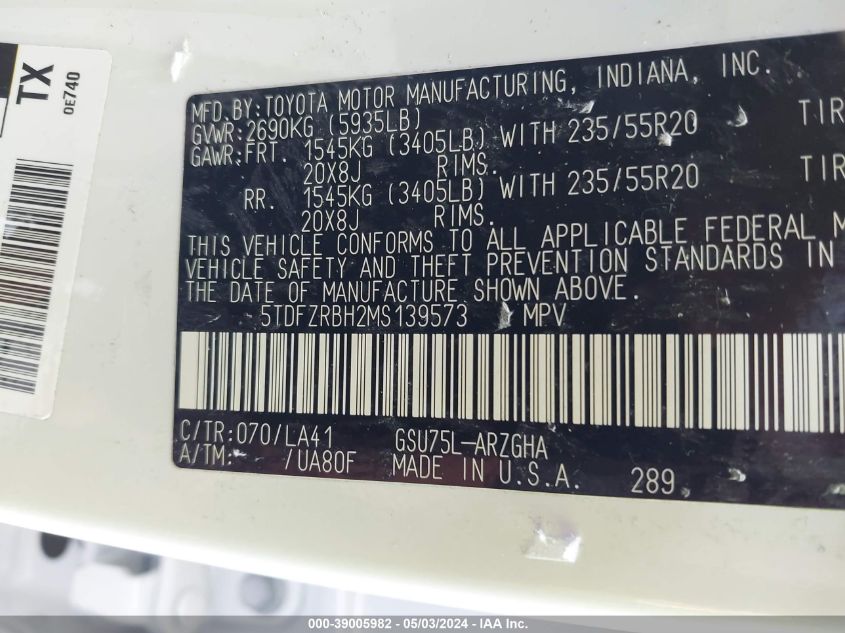 TX
0E740
MFD.BY:TOYOTA MOTOR MANUFACTURING, INDIANA, INC.
GVWR:2690KG (5935LB)
GAWR:FRT. 1545KG (3405LB) WITH 235/55R20 TIR
20X8J RIMS.
RR. 1545KG (3405LB) WITH 235/55R20 TIR
20X8J RIMS.
THIS VEHICLE CONFORMS TO ALL APPLICABLE FEDERAL M
VEHICLE SAFETY AND THEFT PREVENTION STANDARDS IN
THE DATE OF MANUFACTURE SHOWN ABOVE.
5TDFZRBH2MS139573 MPV
C/TR:070/LA41 GSU75L-ARZGHA
A/TM: /UA80F MADE IN U.S.A. 289
000-39005982 - 05/03/2024 - IAA Inc.